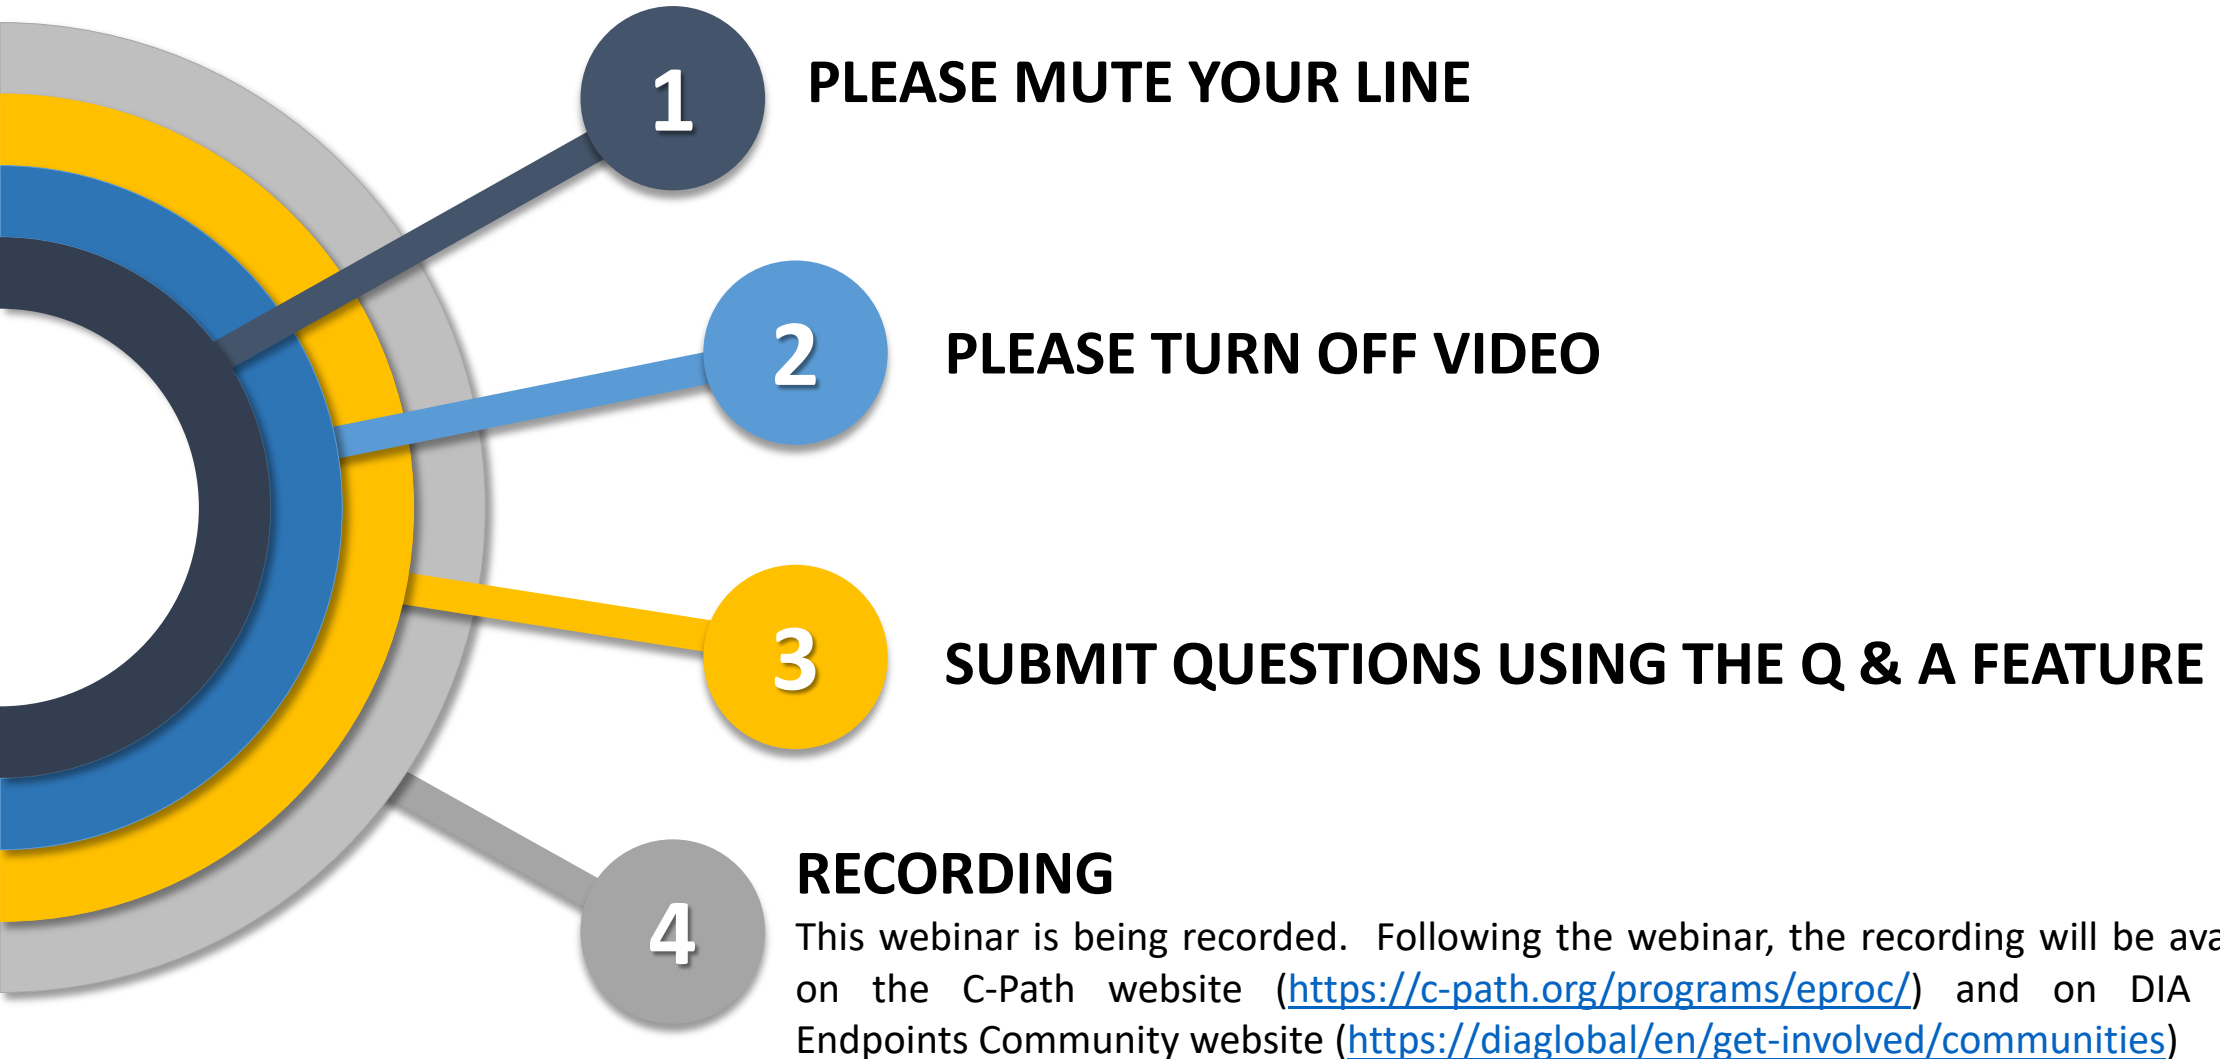 1
PLEASE MUTE YOUR LINE
2
PLEASE TURN OFF VIDEO
3
SUBMIT QUESTIONS USING THE Q & A FEATURE
4
RECORDING
This webinar is being recorded. Following the webinar, the recording will be
on the C-Path website (https://c-path.org/programs/eproc/) and on DIA
Endpoints Community website (https://diaglobal/en/get-involved/communities)